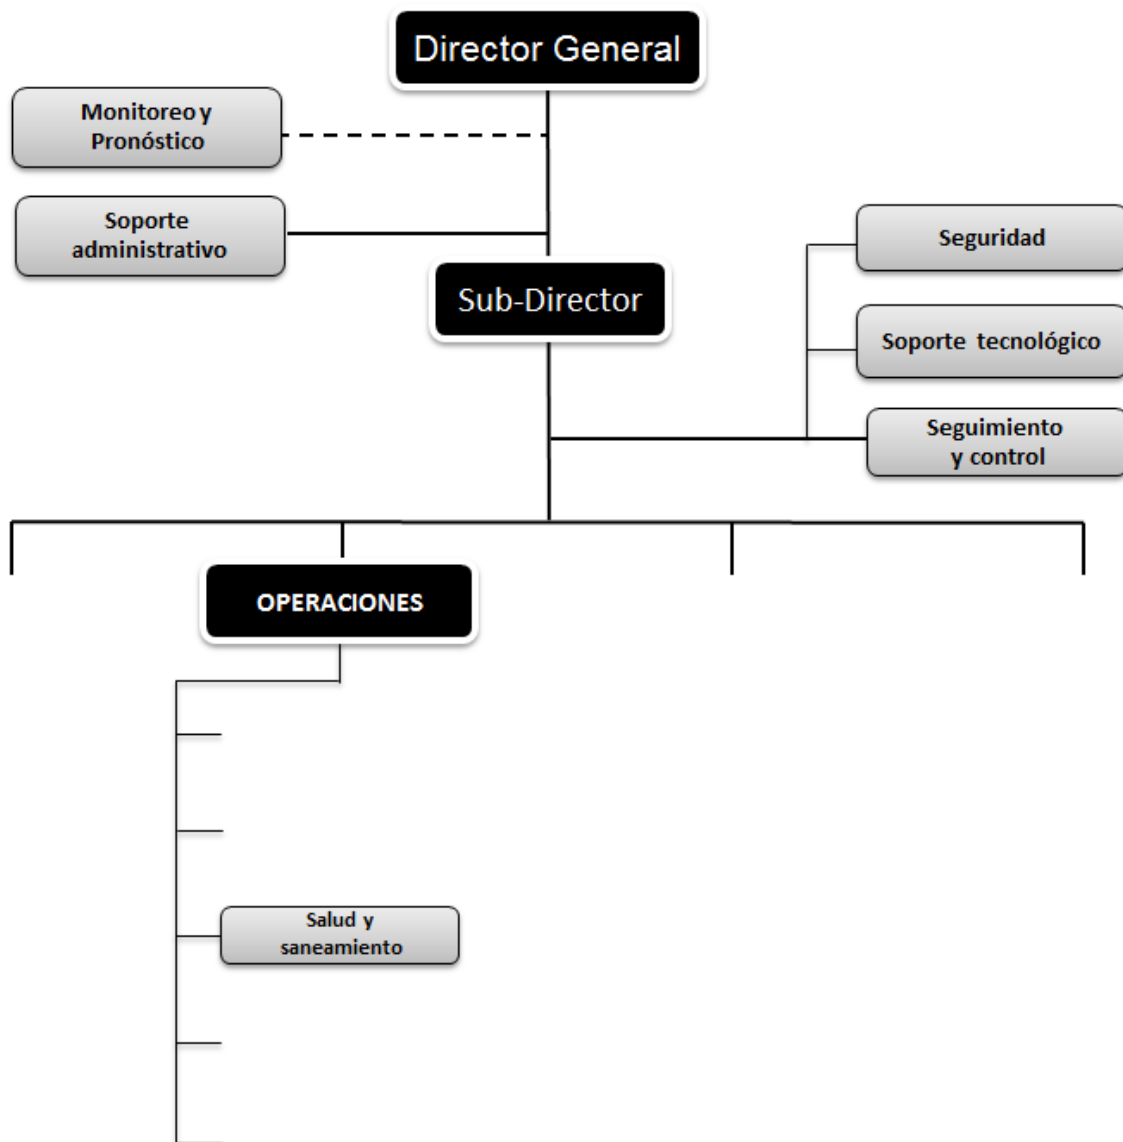 Director General
Monitoreo y
Pronóstico
Soporte
administrativo
Sub-Director
Seguridad
Soporte tecnológico
Seguimiento
y control
OPERACIONES
Salud y
saneamiento